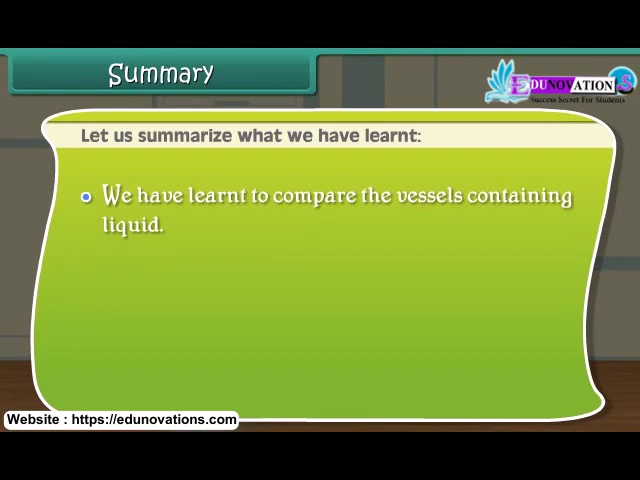 Summary
EDUNOVATIONS
Success Secret For Students
Let us summarize what we have learnt:
We have learnt to compare the vessels containing
liquid.
Website : https://edunovations.com